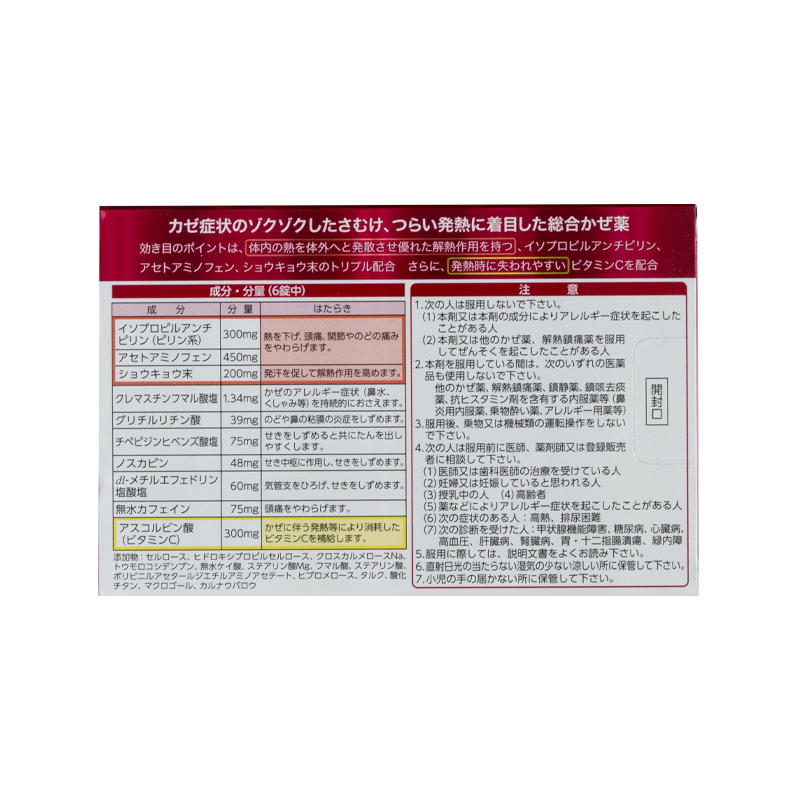 カゼ症状のゾクゾクしたさむけ、つらい発熱に着目した総合かぜ薬
効き目のポイントは、体内の熱を体外へと発散させ優れた解熱作用を持つ、イソプロピルアンチピリン、
アセトアミノフェン、ショウキョウ末のトリプル配合 さらに、発熱時に失われやすいビタミンCを配合
成分・分量(6錠中)
成 分 分 量 はたらき
イソプロピルアンチ
ピリン(ピリン系) 300mg
熱を下げ、頭痛、関節やのどの痛み
をやわらげます。
アセトアミノフェン 450mg
ショウキョウ末 200mg 発汗を促して解熱作用を高めます。
クレマスチンフマル酸塩 1.34mg
かぜのアレルギー症状(鼻水、
くしゃみ等)を持続的におさえます。
グリチルリチン酸 39mg のどや鼻の粘膜の炎症をしずめます。
チペピジンヒベンズ酸塩 75mg
せきをしずめると共にたんを出し
やすくします。
ノスカピン 48mg せき中枢に作用し、せきをしずめます。
dl-メチルエフェドリン
塩酸塩 60mg 気管支をひろげ、せきをしずめます。
無水カフェイン 75mg 頭痛をやわらげます。
アスコルビン酸
(ビタミンC) 300mg
かぜに伴う発熱等により消耗した
ビタミンCを補給します。
添加物:セルロース、ヒドロキシプロピルセルロース、クロスカルメロースNa、
トウモロコシデンプン、無水ケイ酸、ステアリン酸Mg、フマル酸、ステアリン酸、
ポリビニルアセタールジエチルアミノアセテート、ヒプロメロース、タルク、酸化
チタン、マクロゴール、カルナウバロウ
注 意
1.次の人は服用しないで下さい。
(1)本剤又は本剤の成分によりアレルギー症状を起こした
ことがある人
(2)本剤又は他のかぜ薬、解熱鎮痛薬を服用
してぜんそくを起こしたことがある人
2.本剤を服用している間は、次のいずれの医薬
品も使用しないで下さい。
他のかぜ薬、解熱鎮痛薬、鎮静薬、鎮咳去痰
薬、抗ヒスタミン剤を含有する内服薬等(鼻
炎用内服薬、乗物酔い薬、アレルギー用薬等)
3.服用後、乗物又は機械類の運転操作をしな
いで下さい。
4.次の人は服用前に医師、薬剤師又は登録販売
者に相談して下さい。
(1)医師又は歯科医師の治療を受けている人
(2)妊婦又は妊娠していると思われる人
(3)授乳中の人 (4)高齢者
(5)薬などによりアレルギー症状を起こしたことがある人
(6)次の症状のある人:高熱、排尿困難
(7)次の診断を受けた人:甲状腺機能障害、糖尿病、心臓病、
高血圧、肝臓病、腎臓病、胃・十二指腸潰瘍、緑内障
5.服用に際しては、説明文書をよくお読み下さい。
6.直射日光の当たらない湿気の少ない涼しい所に保管して下さい。
7.小児の手の届かない所に保管して下さい。
開封口